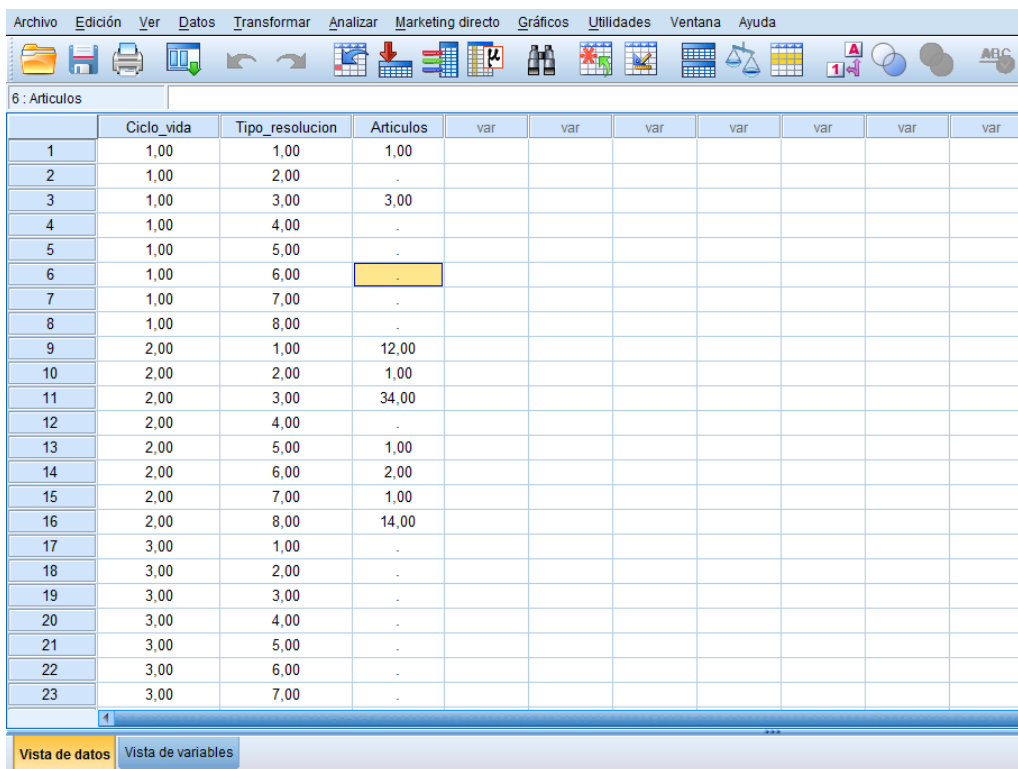 Archivo Edición Ver Datos Transformar Analizar Marketing directo Gráficos Utilidades Ventana Ayuda
μ A 1 ABC
6 : Articulos
Ciclo_vida Tipo_resolucion Articulos var var var var var var var
1 1,00 1,00 1,00
2 1,00 2,00 .
3 1,00 3,00 3,00
4 1,00 4,00 .
5 1,00 5,00 .
6 1,00 6,00 .
7 1,00 7,00 .
8 1,00 8,00 .
9 2,00 1,00 12,00
10 2,00 2,00 1,00
11 2,00 3,00 34,00
12 2,00 4,00 .
13 2,00 5,00 1,00
14 2,00 6,00 2,00
15 2,00 7,00 1,00
16 2,00 8,00 14,00
17 3,00 1,00 .
18 3,00 2,00 .
19 3,00 3,00 .
20 3,00 4,00 .
21 3,00 5,00 .
22 3,00 6,00 .
23 3,00 7,00 .
Vista de datos Vista de variables